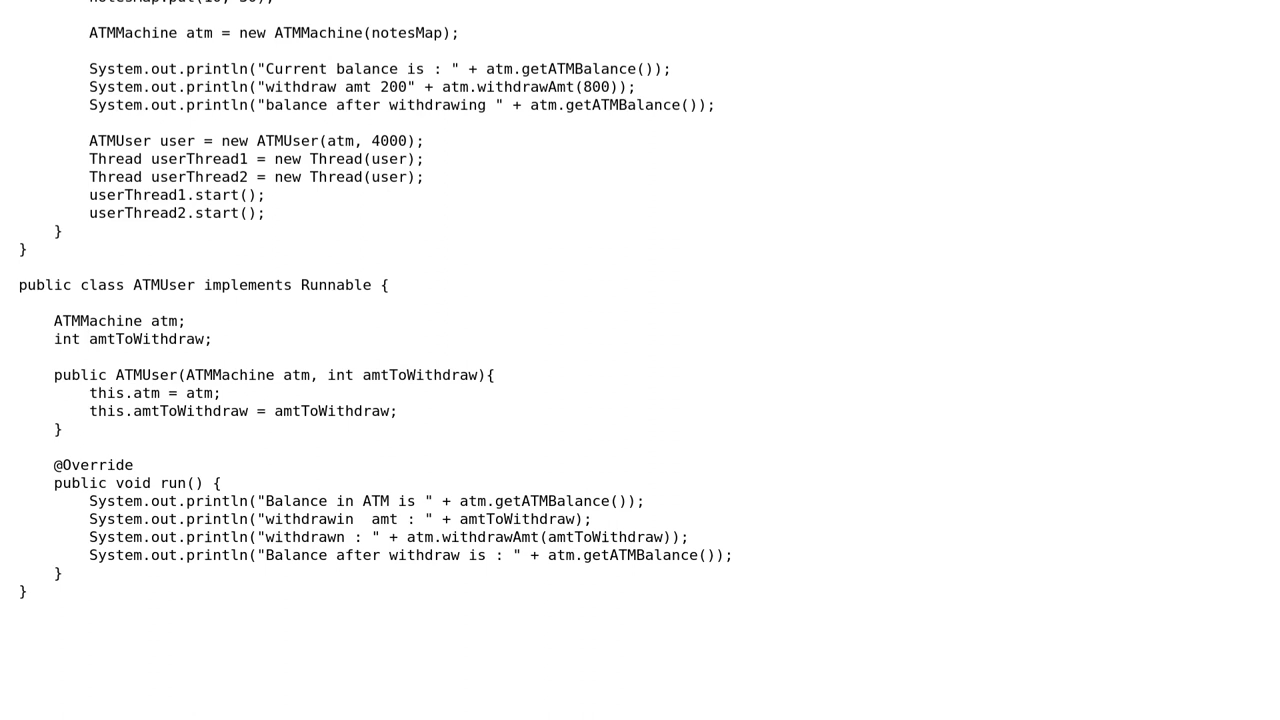 ATMMachine atm = new ATMMachine(notesMap);
System.out.println("Current balance is : " + atm.getATMBalance());
System.out.println("withdraw amt 200" + atm.withdrawAmt(800));
System.out.println("balance after withdrawing " + atm.getATMBalance());
ATMUser user = new ATMUser(atm, 4000);
Thread userThread1 = new Thread(user);
Thread userThread2 = new Thread(user);
userThread1.start();
userThread2.start();
}
}
public class ATMUser implements Runnable {
ATMMachine atm;
int amtToWithdraw;
public ATMUser(ATMMachine atm, int amtToWithdraw){
this.atm = atm;
this.amtToWithdraw = amtToWithdraw;
}
@Override
public void run() {
System.out.println("Balance in ATM is " + atm.getATMBalance());
System.out.println("withdrawin  amt : " + amtToWithdraw);
System.out.println("withdrawn : " + atm.withdrawAmt(amtToWithdraw));
System.out.println("Balance after withdraw is : " + atm.getATMBalance());
}
}